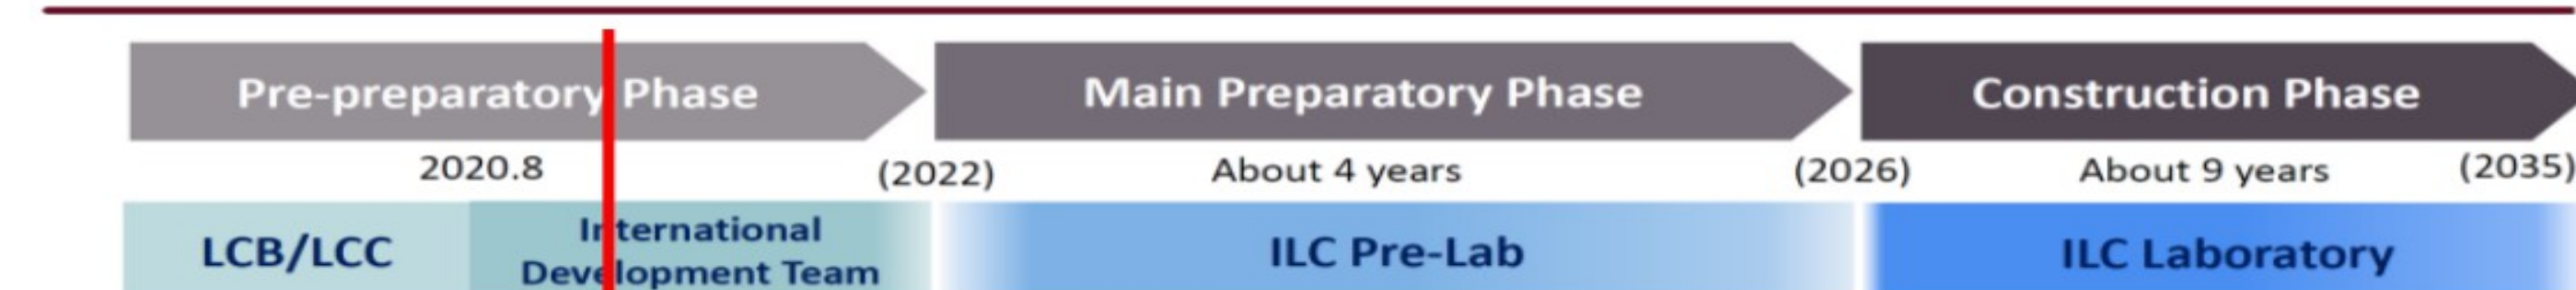 Pre-preparatory Phase
Main Preparatory Phase
Construction Phase
2020.8
(2022)
About 4 years
(2026)
About 9 years
(2035)
LCB/LCC
International
Development Team
ILC Pre-Lab
ILC Laboratory